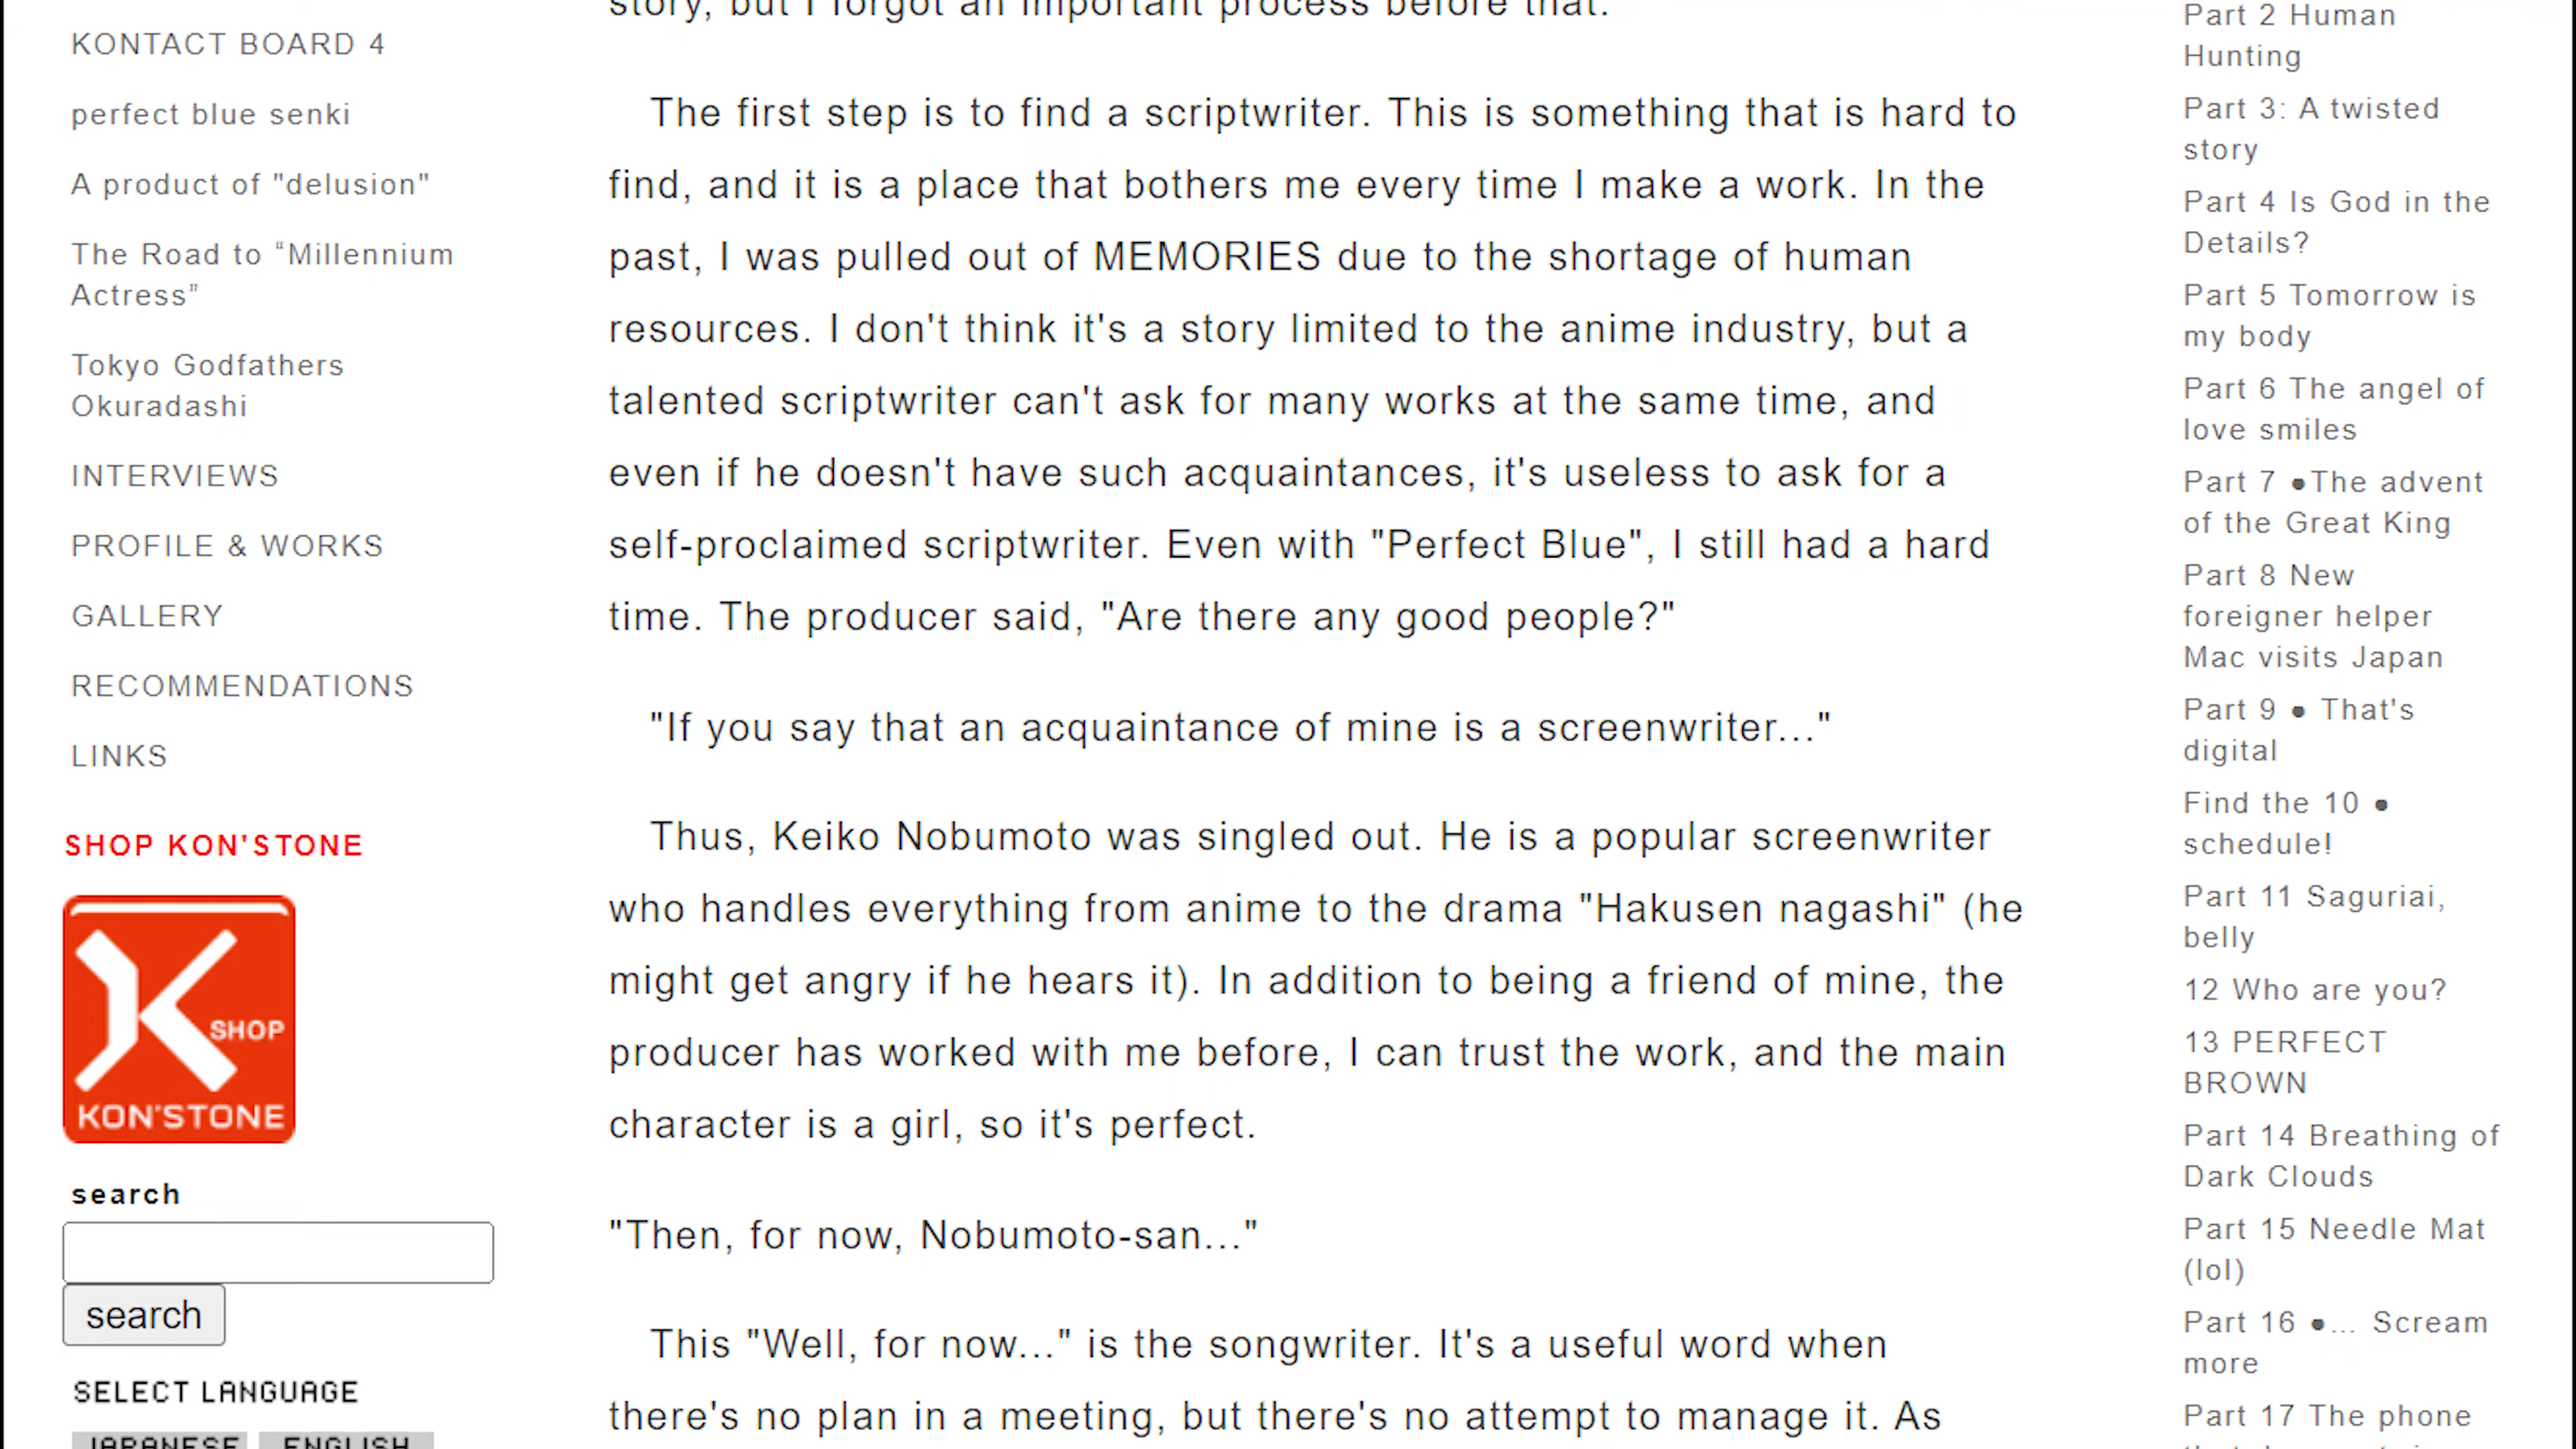 KONTACT BOARD 4
perfect blue senki
A product of "delusion"
The Road to “Millennium
Actress”
Tokyo Godfathers
Okuradashi
INTERVIEWS
PROFILE & WORKS
GALLERY
RECOMMENDATIONS
LINKS
SHOP KON'STONE
SHOP
KON'STONE
search
search
SELECT LANGUAGE
JAPANESE ENGLISH
story, but I forgot an important process before that.
The first step is to find a scriptwriter. This is something that is hard to
find, and it is a place that bothers me every time I make a work. In the
past, I was pulled out of MEMORIES due to the shortage of human
resources. I don't think it's a story limited to the anime industry, but a
talented scriptwriter can't ask for many works at the same time, and
even if he doesn't have such acquaintances, it's useless to ask for a
self-proclaimed scriptwriter. Even with "Perfect Blue", I still had a hard
time. The producer said, "Are there any good people?"
"If you say that an acquaintance of mine is a screenwriter..."
Thus, Keiko Nobumoto was singled out. He is a popular screenwriter
who handles everything from anime to the drama "Hakusen nagashi" (he
might get angry if he hears it). In addition to being a friend of mine, the
producer has worked with me before, I can trust the work, and the main
character is a girl, so it's perfect.
"Then, for now, Nobumoto-san..."
This "Well, for now..." is the songwriter. It's a useful word when
there's no plan in a meeting, but there's no attempt to manage it. As
Part 2 Human
Hunting
Part 3: A twisted
story
Part 4 Is God in the
Details?
Part 5 Tomorrow is
my body
Part 6 The angel of
love smiles
Part 7 ●The advent
of the Great King
Part 8 New
foreigner helper
Mac visits Japan
Part 9 ● That's
digital
Find the 10 ●
schedule!
Part 11 Saguriai,
belly
12 Who are you?
13 PERFECT
BROWN
Part 14 Breathing of
Dark Clouds
Part 15 Needle Mat
(lol)
Part 16 ●... Scream
more
Part 17 The phone